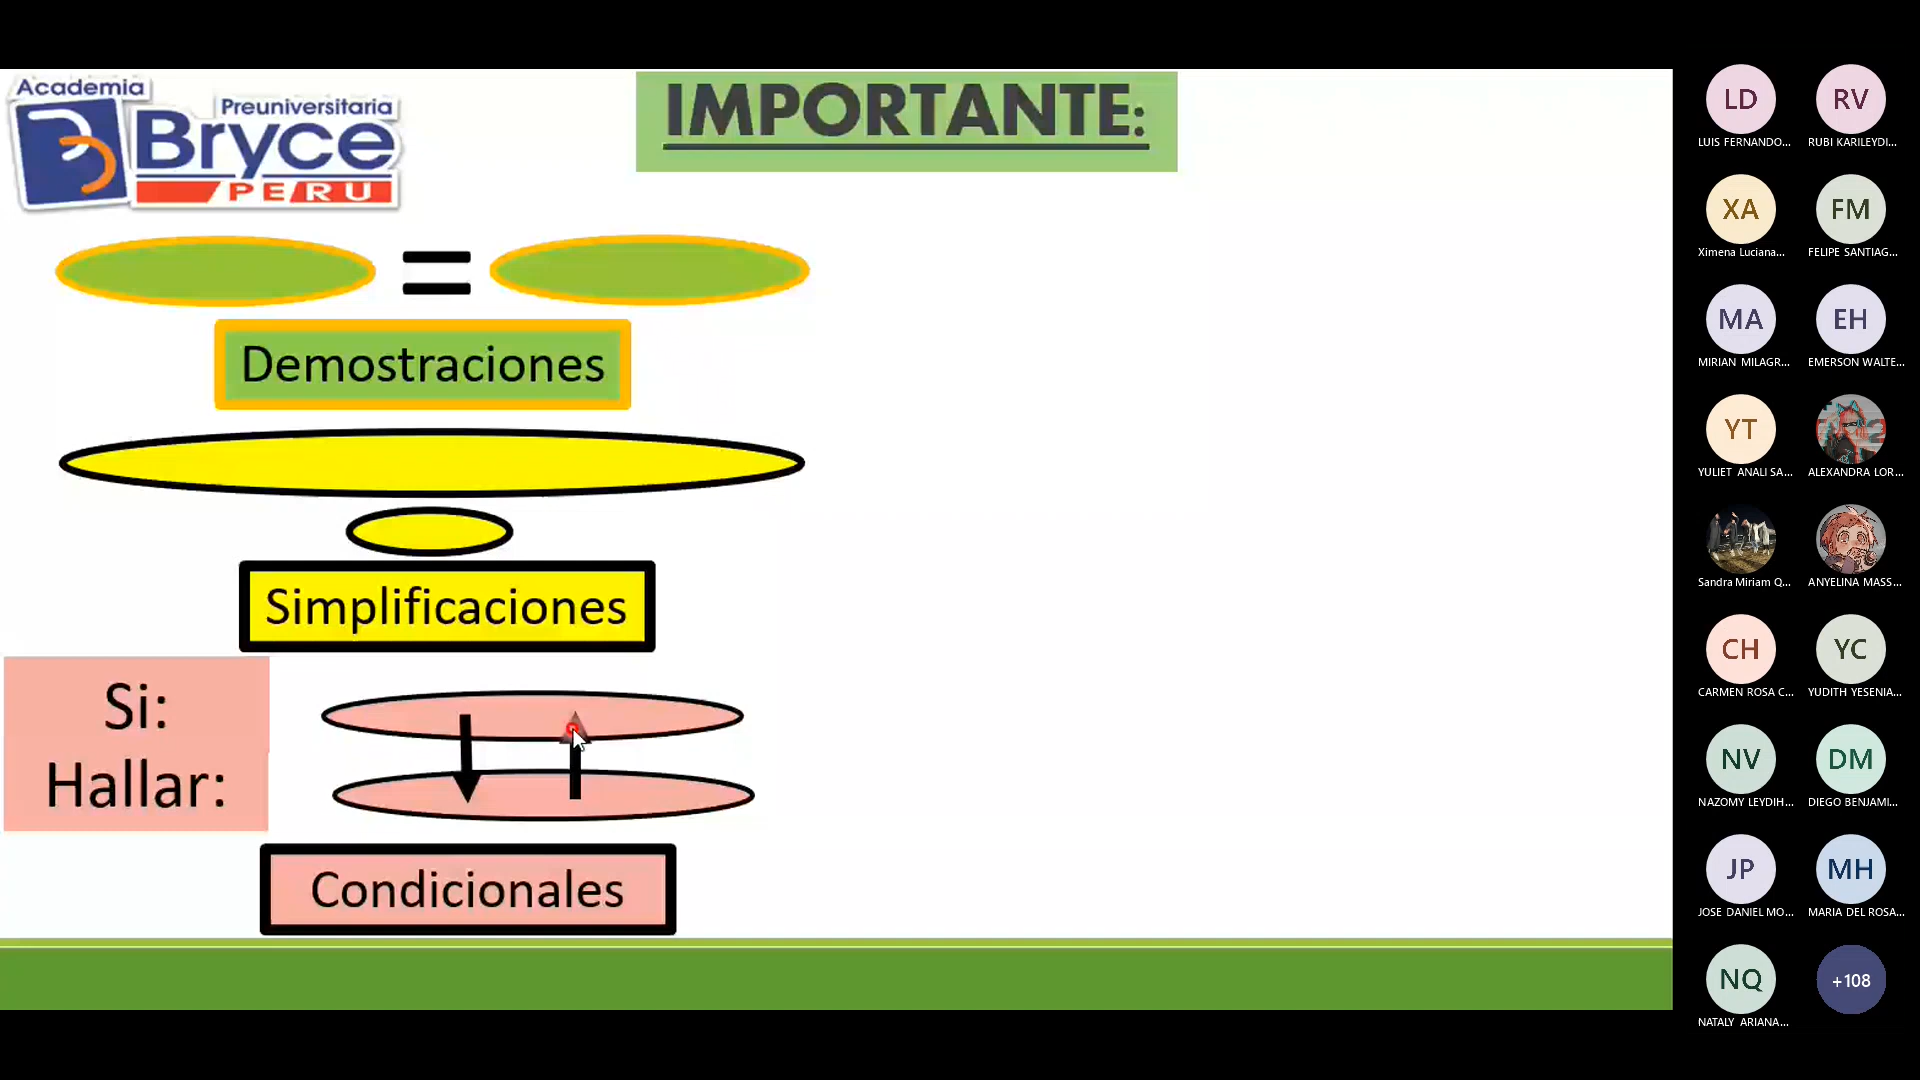 Academia
Preuniversitaria
Bryce
PERU
IMPORTANTE:
=
Demostraciones
Simplificaciones
Si:
Hallar:
Condicionales
LD
RV
LUIS FERNANDO...
RUBI KARILEYDI...
XA
FM
Ximena Luciana...
FELIPE SANTIAG...
MA
EH
MIRIAN MILAGR...
EMERSON WALTE...
YT
YULIET ANALI SA...
ALEXANDRA LOR...
Sandra Miriam Q...
ANYELINA MASS...
CH
YC
CARMEN ROSA C...
YUDITH YESENIA...
NV
DM
NAZOMY LEYDIH...
DIEGO BENJAMI...
JP
MH
JOSE DANIEL MO...
MARIA DEL ROSA...
NQ
+108
NATALY ARIANA...